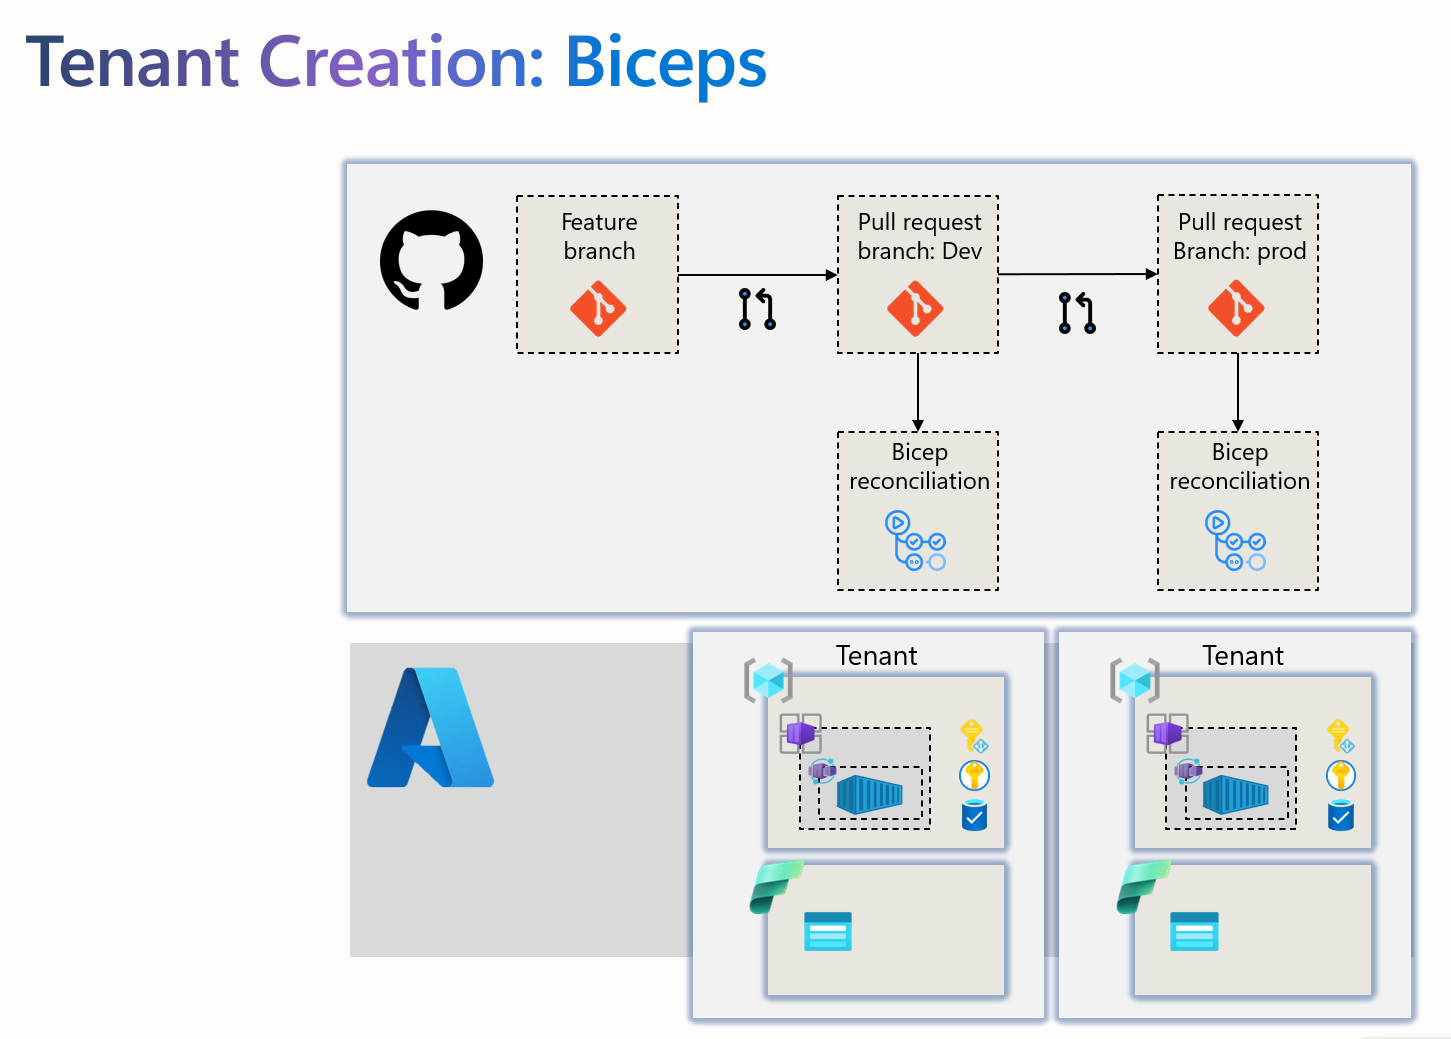 Tenant Creation: Biceps
Feature
branch
Pull request
branch: Dev
Pull request
Branch: prod
Bicep
reconciliation
Bicep
reconciliation
Tenant
Tenant